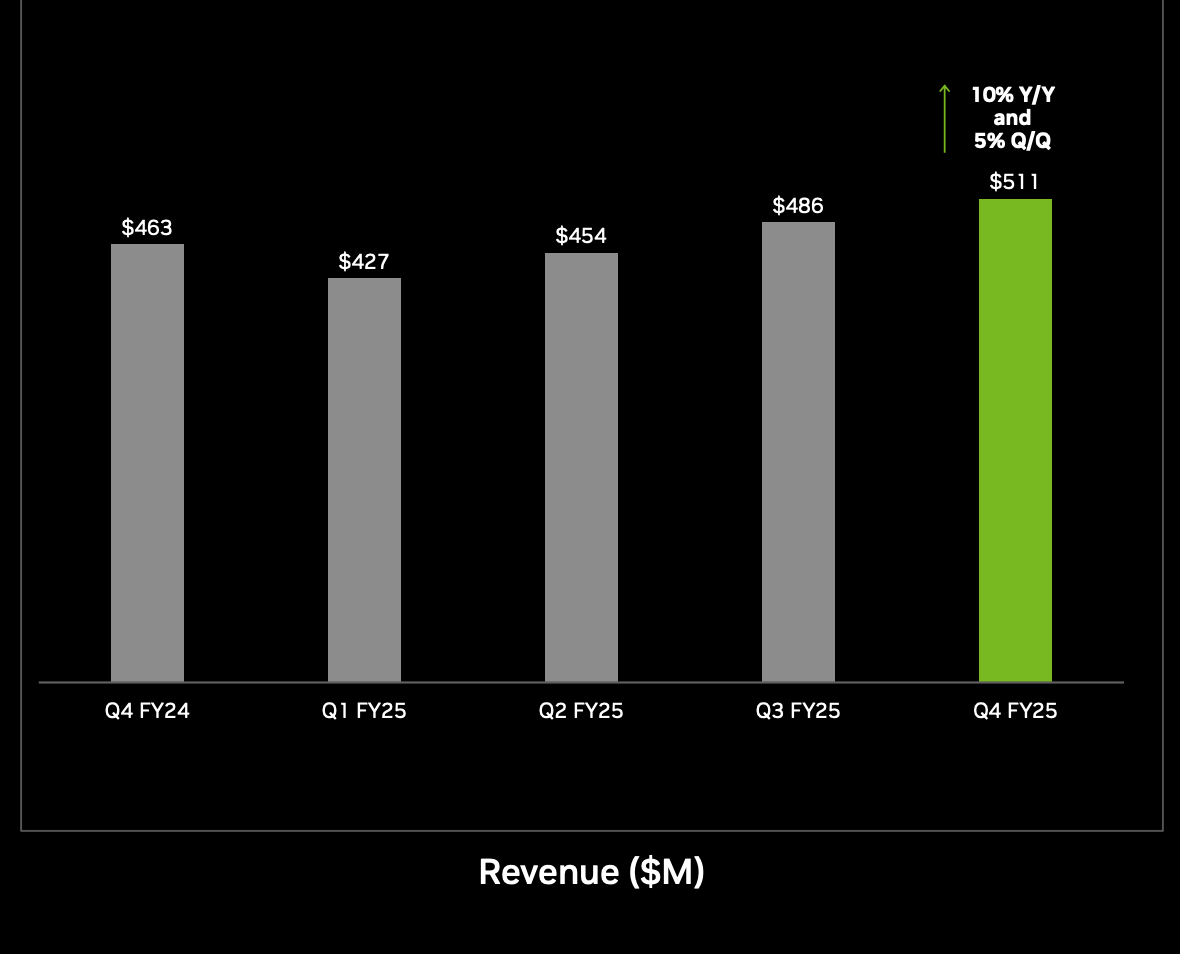 10% Y/Y
and
5% Q/Q
$511
$486
$463
$454
$427
Q4 FY24
Q1 FY25
Q2 FY25
Q3 FY25
Q4 FY25
Revenue ($M)